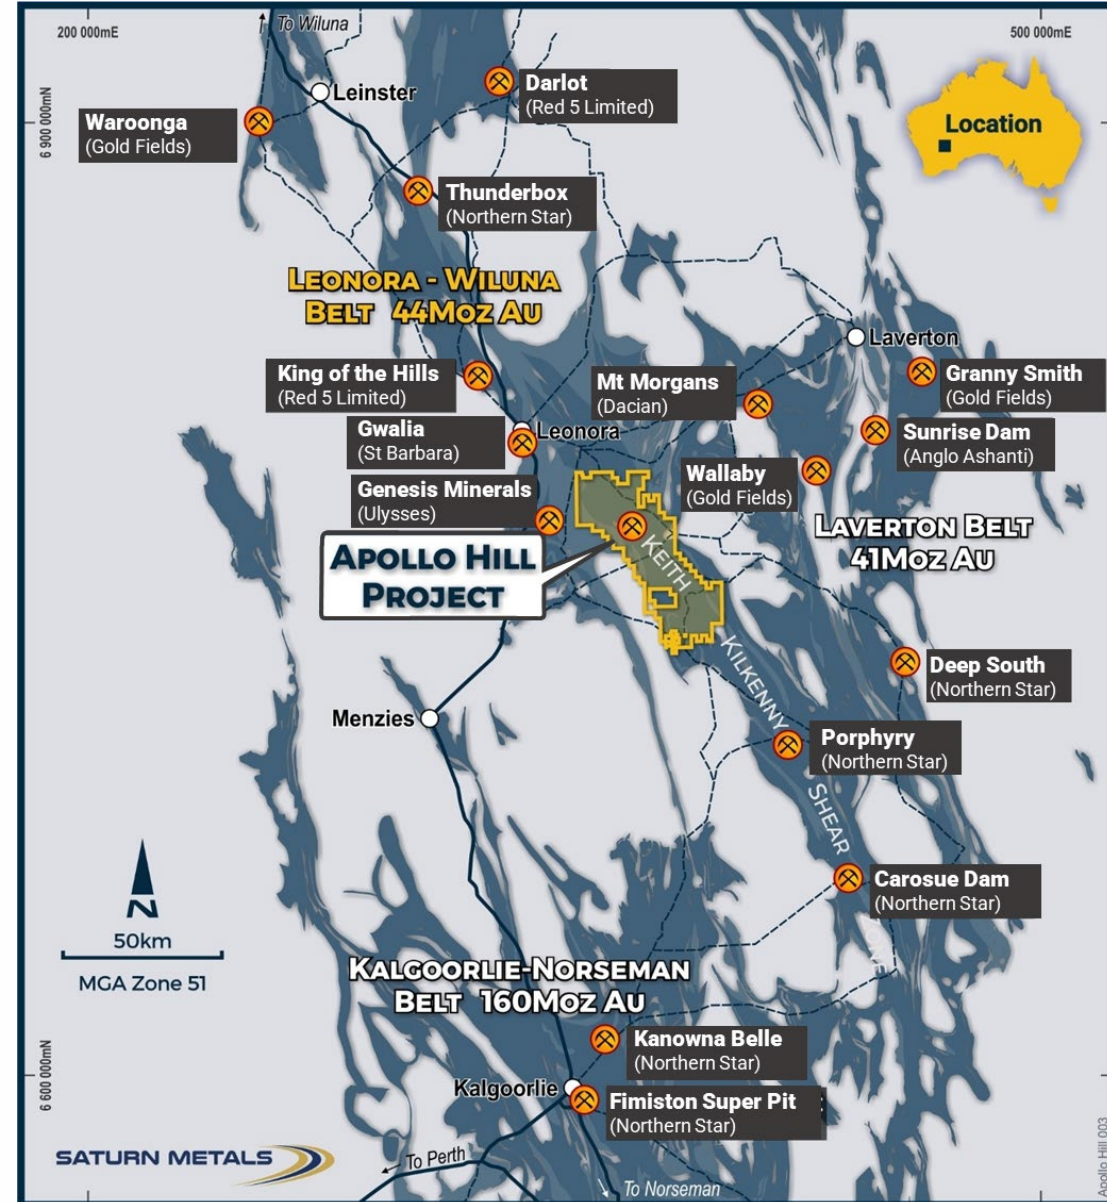 200 000mE
To Wiluna
500 000mE
6 900 000mN
Leinster
Darlot
(Red 5 Limited)
Waroonga
(Gold Fields)
Location
Thunderbox
(Northern Star)
LEONORA - WILUNA
BELT 44MOZ AU
Laverton
King of the Hills
(Red 5 Limited)
Mt Morgans
(Dacian)
Granny Smith
(Gold Fields)
Gwalia
(St Barbara)
Leonora
Sunrise Dam
(Anglo Ashanti)
Wallaby
(Gold Fields)
Genesis Minerals
(Ulysses)
LAVERTON BELT
41MOZ AU
APOLLO HILL
PROJECT
KEITH
KILKENNY
SHEAR
ZONE
Deep South
(Northern Star)
Menzies
Porphyry
(Northern Star)
Carosue Dam
(Northern Star)
N
50km
MGA Zone 51
KALGOORLIE-NORSEMAN
BELT 160MOZ AU
Kanowna Belle
(Northern Star)
6 600 000mN
Kalgoorlie
Fimiston Super Pit
(Northern Star)
SATURN METALS
To Perth
To Norseman
Apollo Hill 003